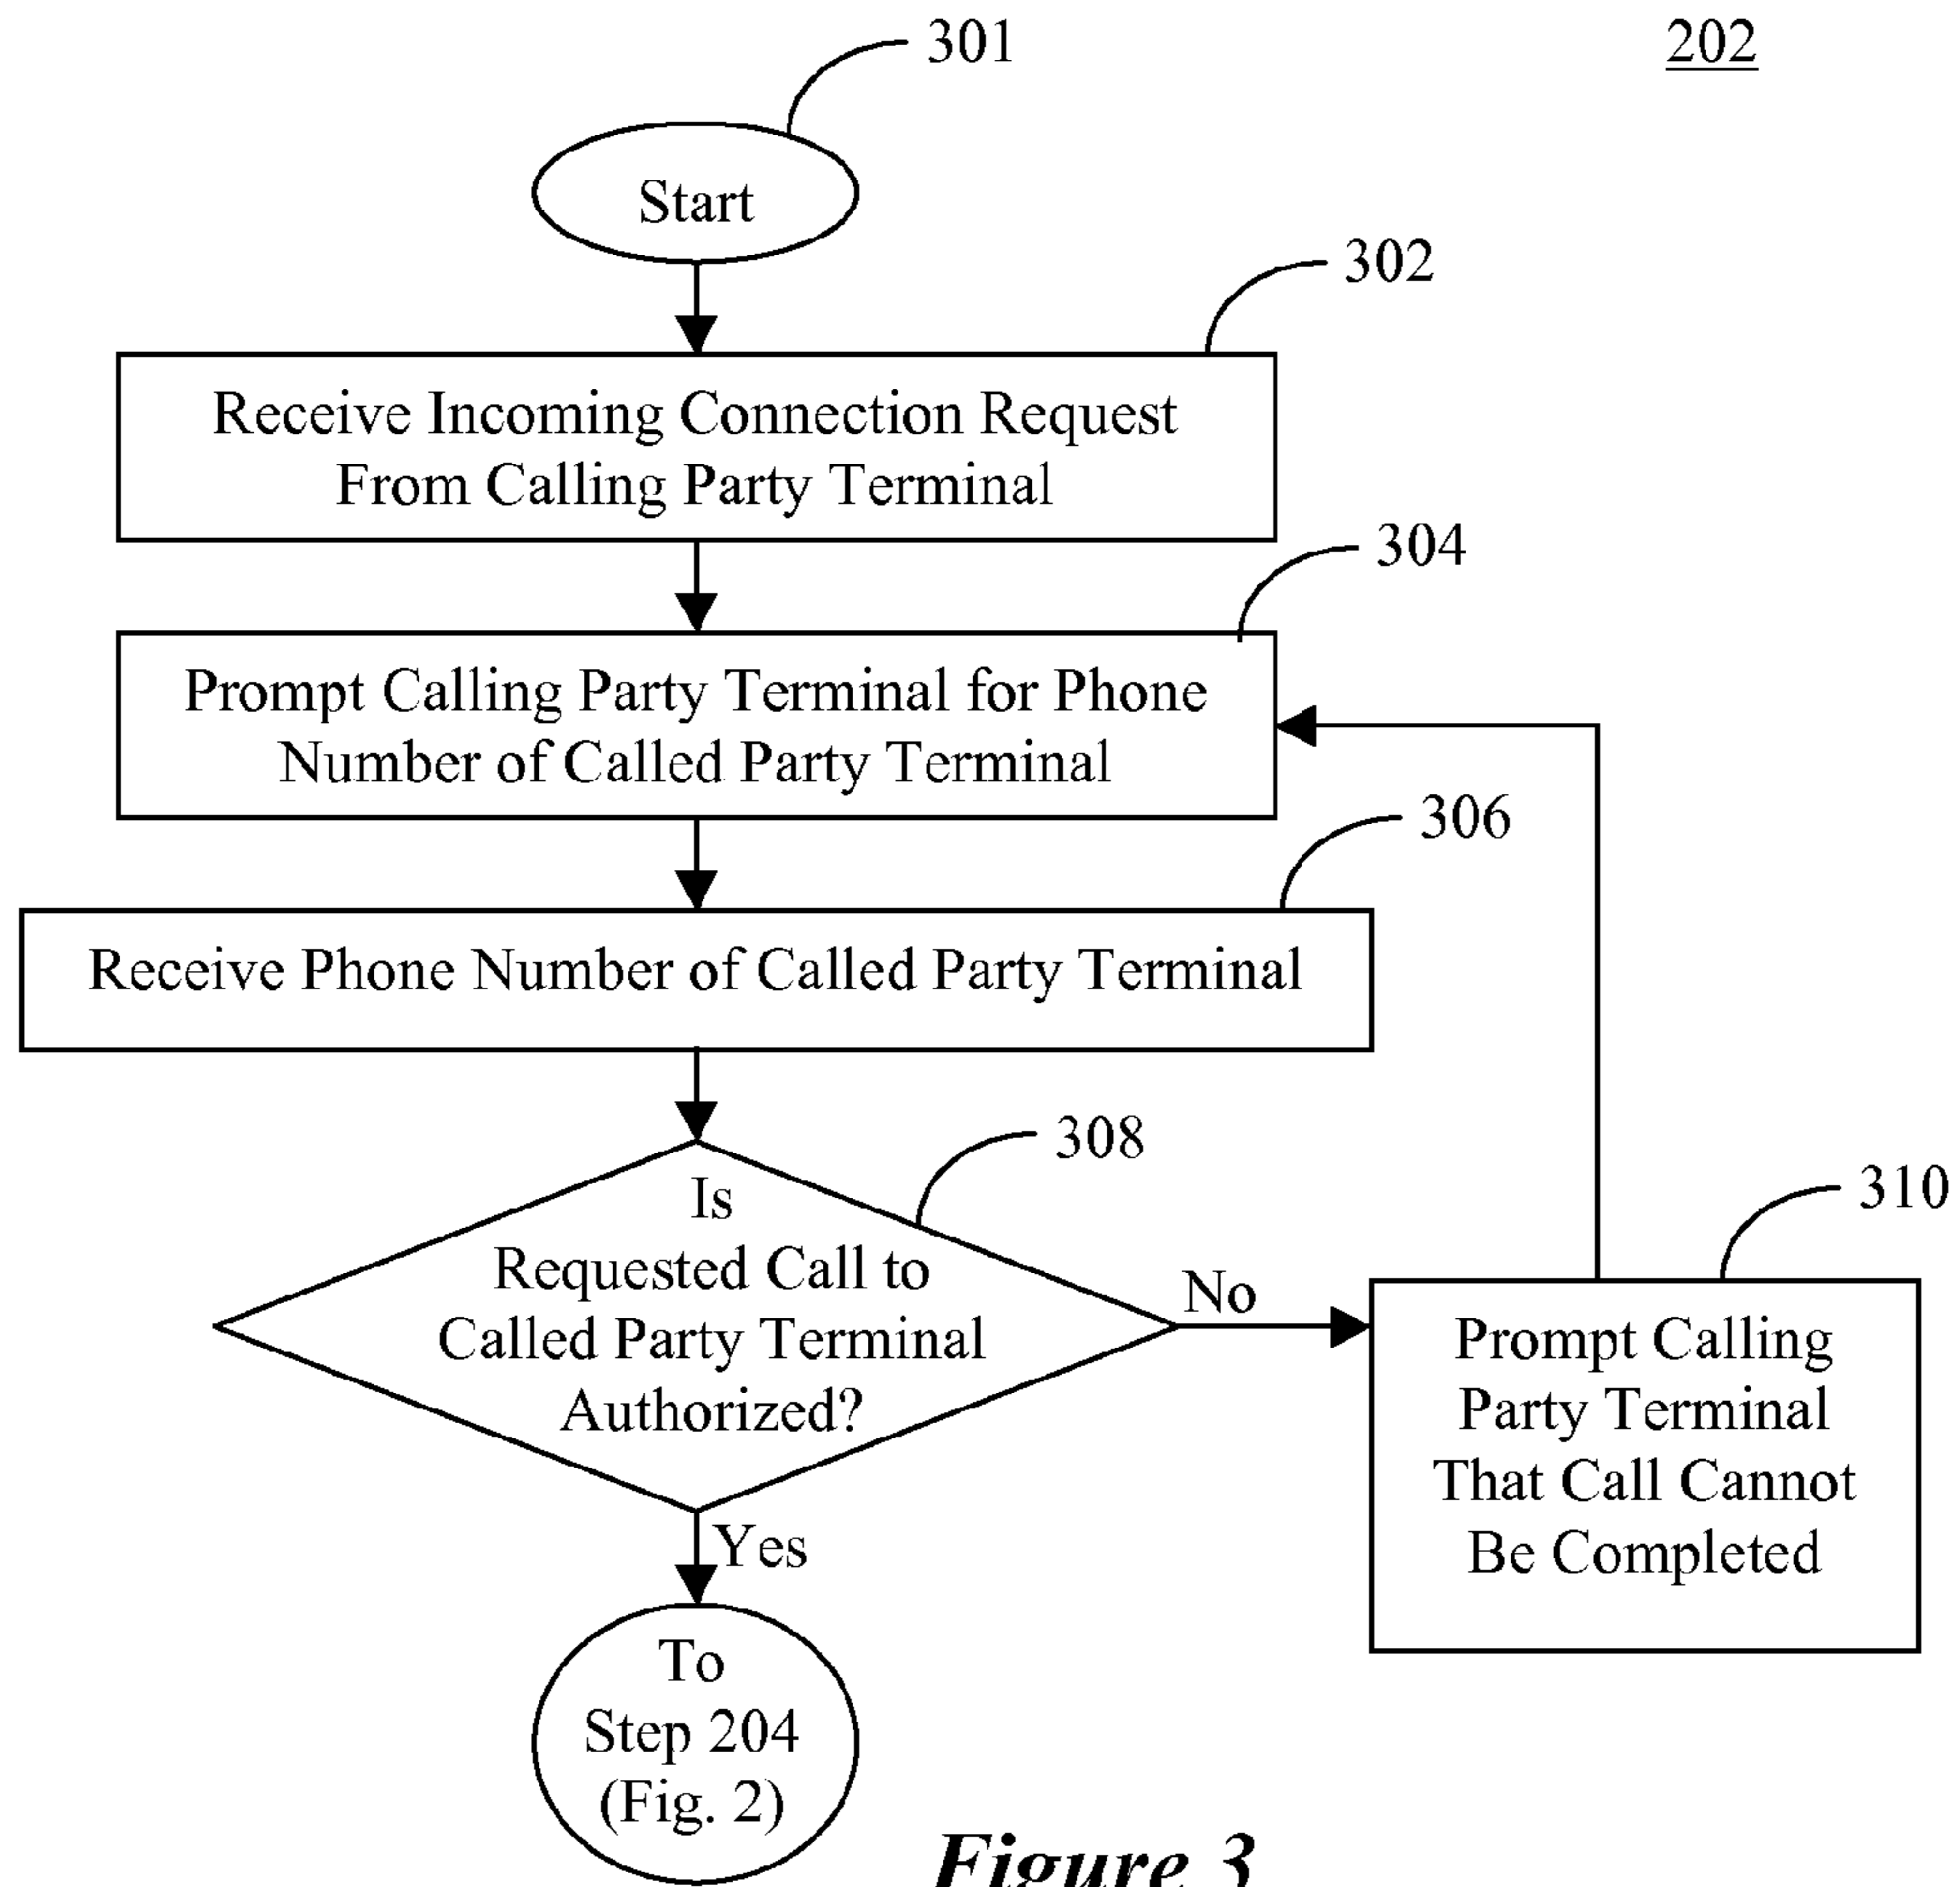 301
202
Start
302
Receive Incoming Connection Request
From Calling Party Terminal
304
Prompt Calling Party Terminal for Phone
Number of Called Party Terminal
306
Receive Phone Number of Called Party Terminal
308
Is
Requested Call to
Called Party Terminal
Authorized?
No
310
Prompt Calling
Party Terminal
That Call Cannot
Be Completed
Yes
To
Step 204
(Fig. 2)
Figure 3